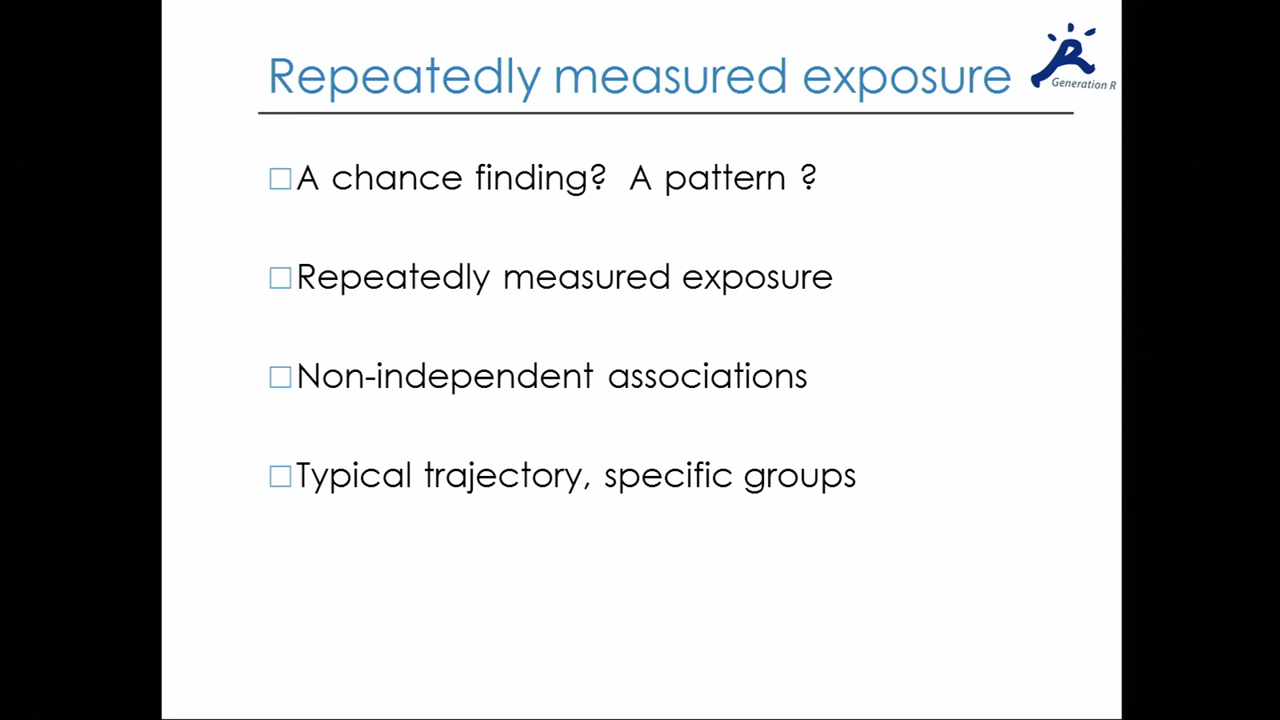 Repeatedly measured exposure
Generation R
A chance finding? A pattern ?
Repeatedly measured exposure
Non-independent associations
Typical trajectory, specific groups